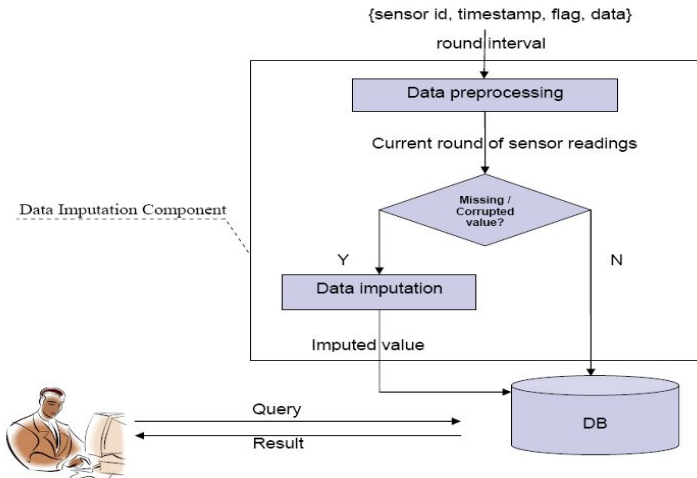 {sensor id, timestamp, flag, data}
round interval
Data preprocessing
Current round of sensor readings
Missing /
Corrupted
value?
Data Imputation Component
Y
N
Data imputation
Imputed value
Query
Result
DB